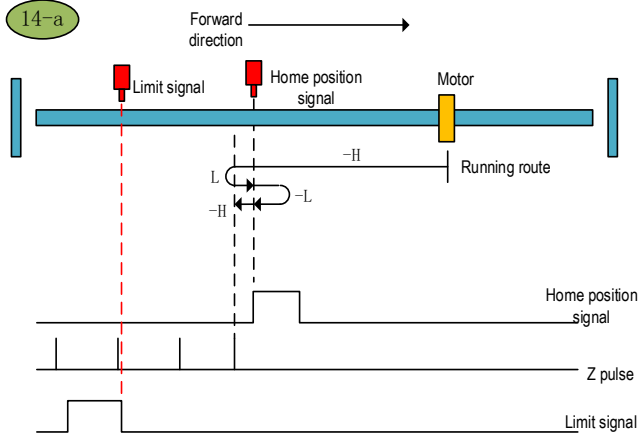 14-a
Forward
direction
Limit signal
Home position
signal
Motor
-H
Running route
L
-L
-H
Home position
signal
Z pulse
Limit signal